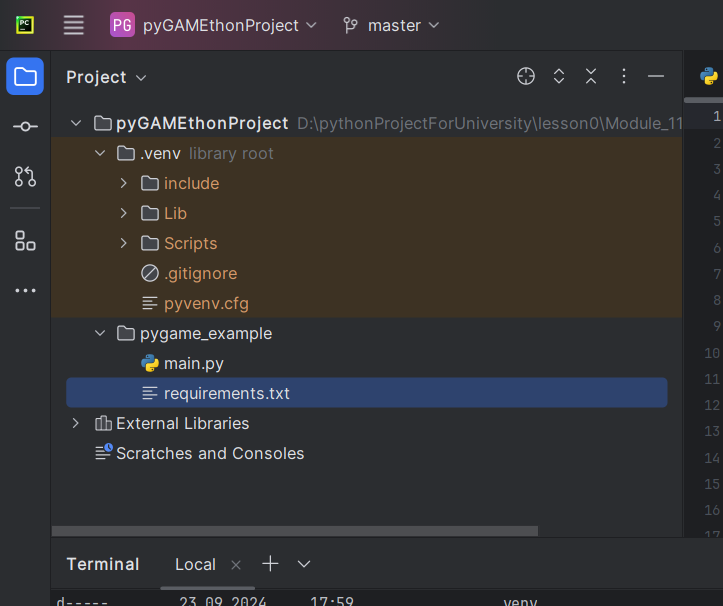 PC PG pyGAMEthonProject master
Project
pyGAMEthonProject D:\pythonProjectForUniversity\lesson0\Module_11
.venv library root
include
Lib
Scripts
.gitignore
pyvenv.cfg
pygame_example
main.py
requirements.txt
External Libraries
Scratches and Consoles
1
2
3
4
5
6
7
8
9
10
11
12
13
14
15
16
17
Terminal Local
d----- 23.09.2024 17:59 venv